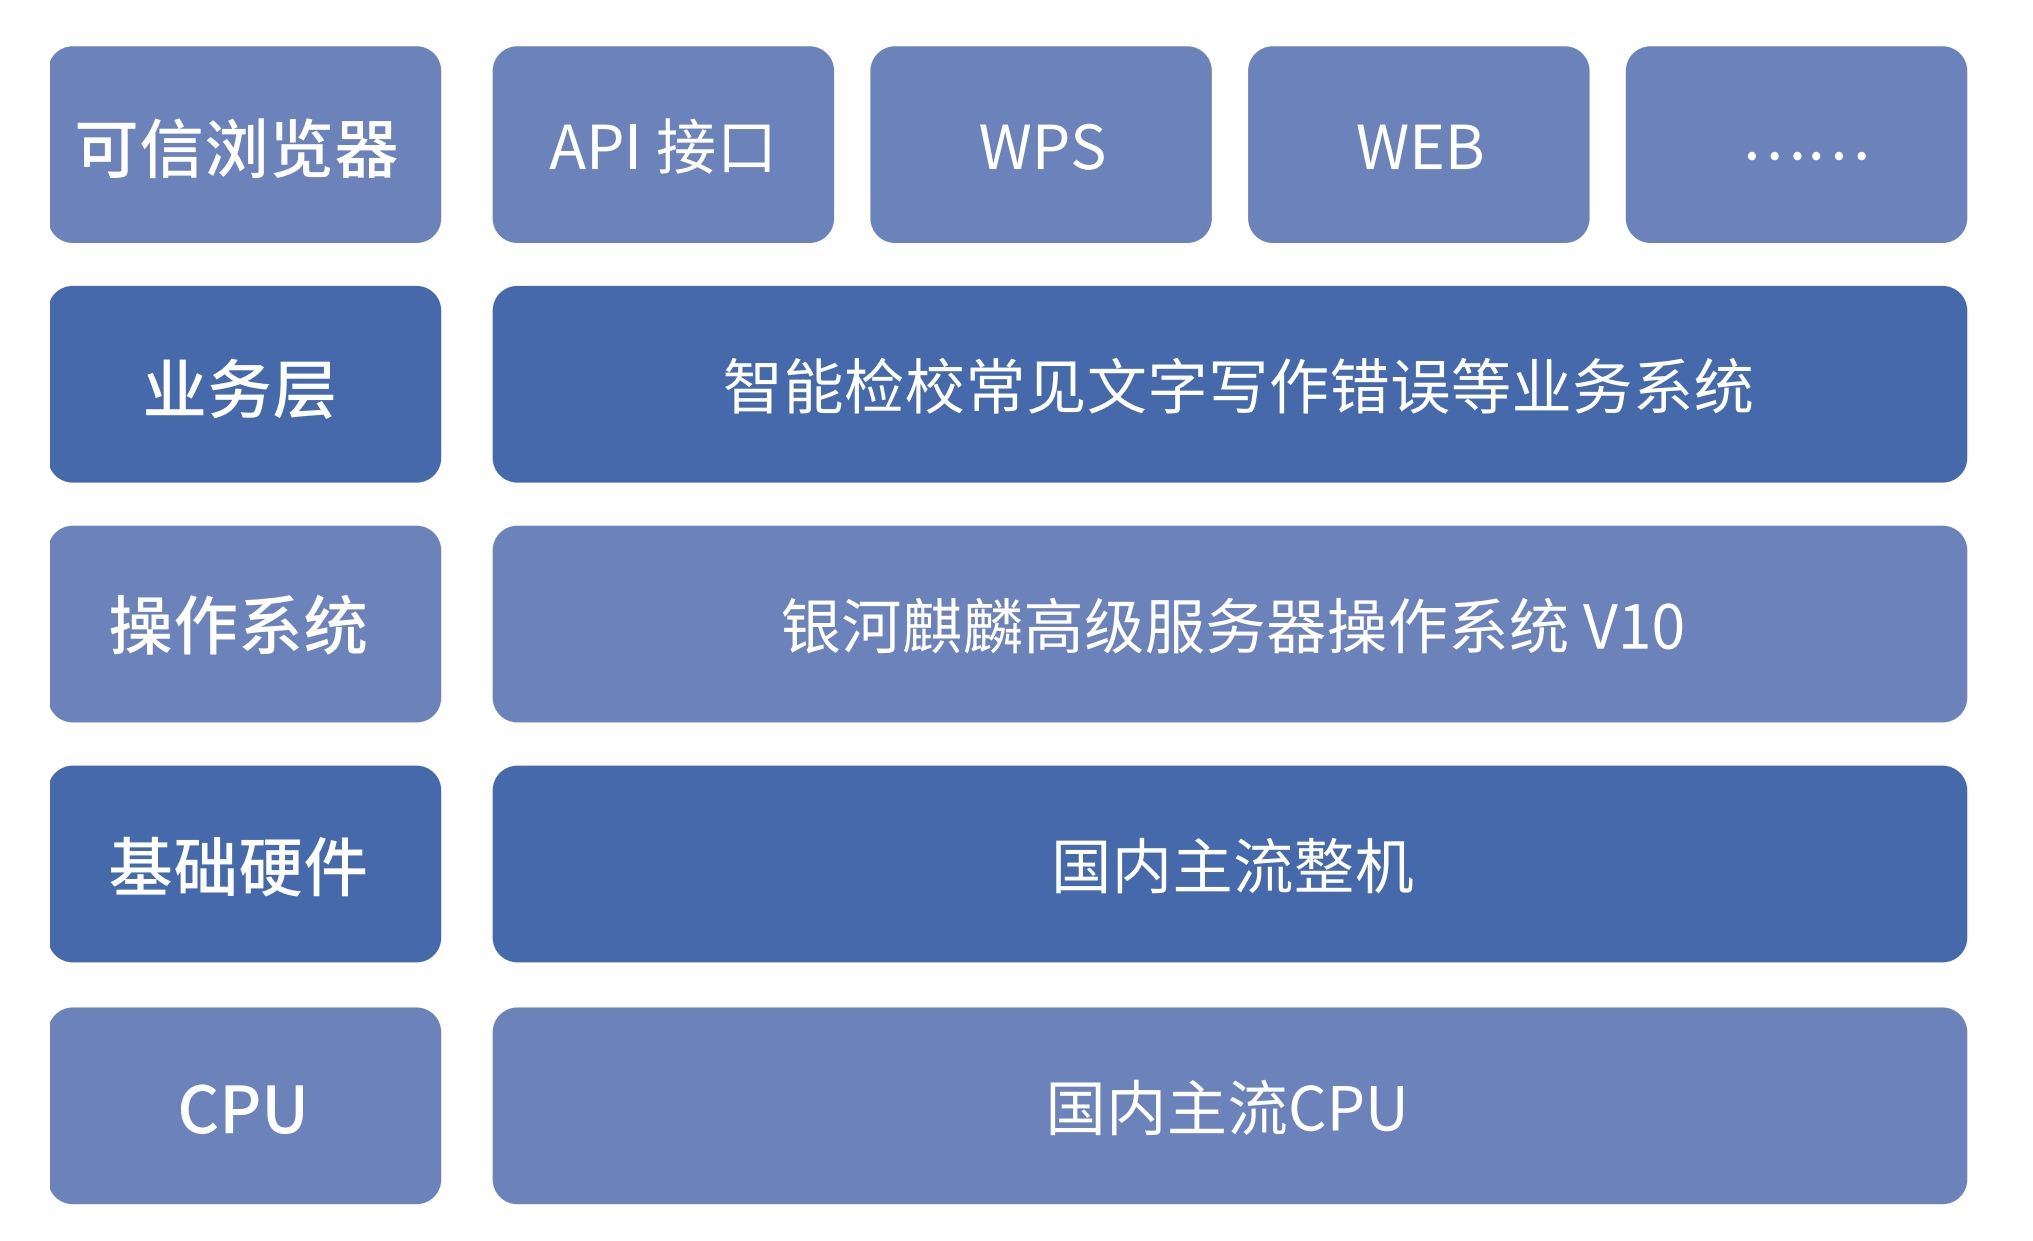 可信浏览器
API 接口
WPS
WEB
……
业务层
智能检校常见文字写作错误等业务系统
操作系统
银河麒麟高级服务器操作系统 V10
基础硬件
国内主流整机
CPU
国内主流CPU